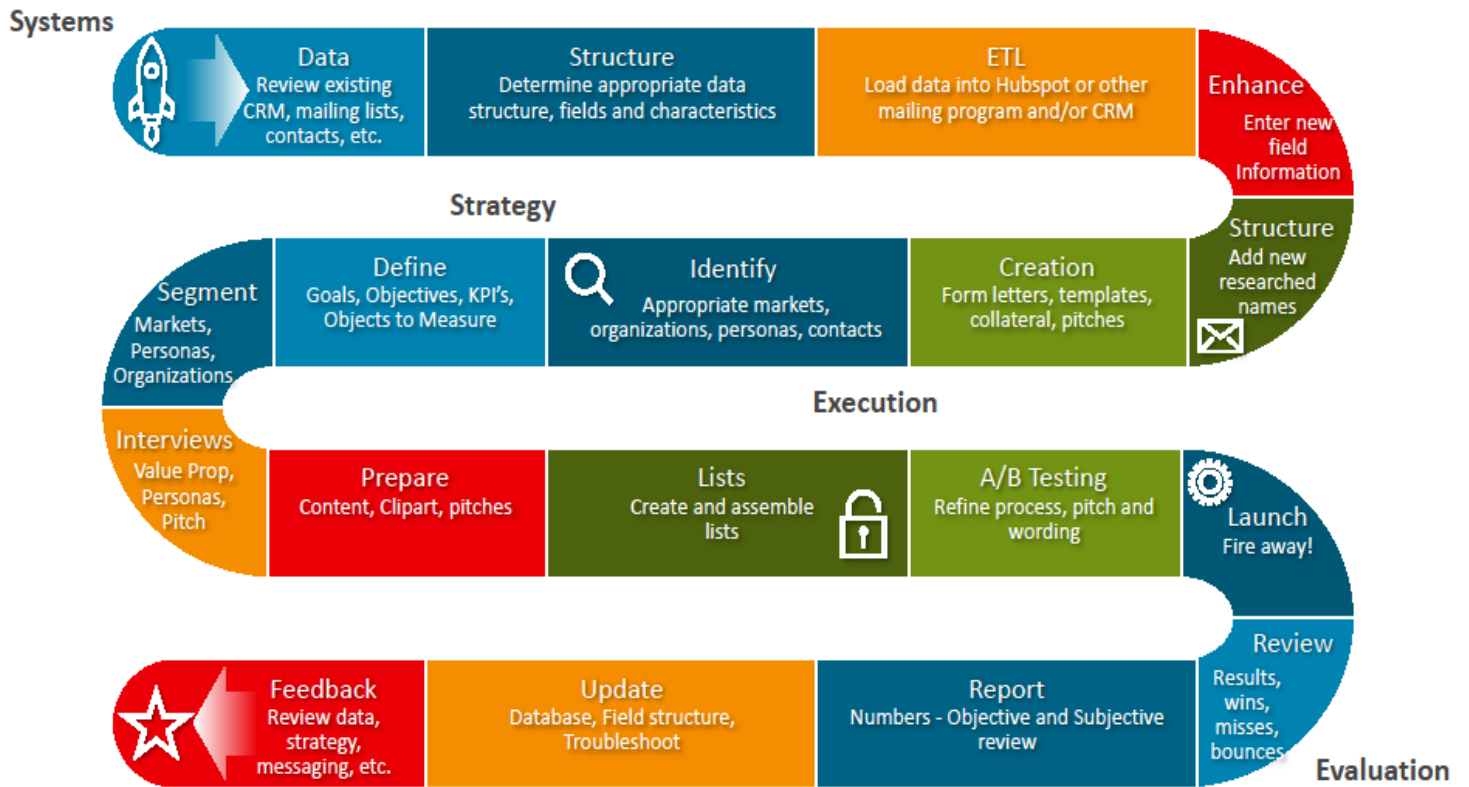 Systems
Data
Review existing
CRM, mailing lists,
contacts, etc.
Structure
Determine appropriate data
structure, fields and characteristics
ETL
Load data into Hubspot or other
mailing program and/or CRM
Enhance
Enter new
field
Information
Structure
Add new
researched
names
Strategy
Creation
Form letters, templates,
collateral, pitches
Identify
Appropriate markets,
organizations, personas, contacts
Define
Goals, Objectives, KPI's,
Objects to Measure
Segment
Markets,
Personas,
Organizations
Interviews
Value Prop,
Personas,
Pitch
Execution
Prepare
Content, Clipart, pitches
Lists
Create and assemble
lists
A/B Testing
Refine process, pitch and
wording
Launch
Fire away!
Review
Results,
wins,
misses,
bounces
Evaluation
Report
Numbers - Objective and Subjective
review
Update
Database, Field structure,
Troubleshoot
Feedback
Review data,
strategy,
messaging, etc.